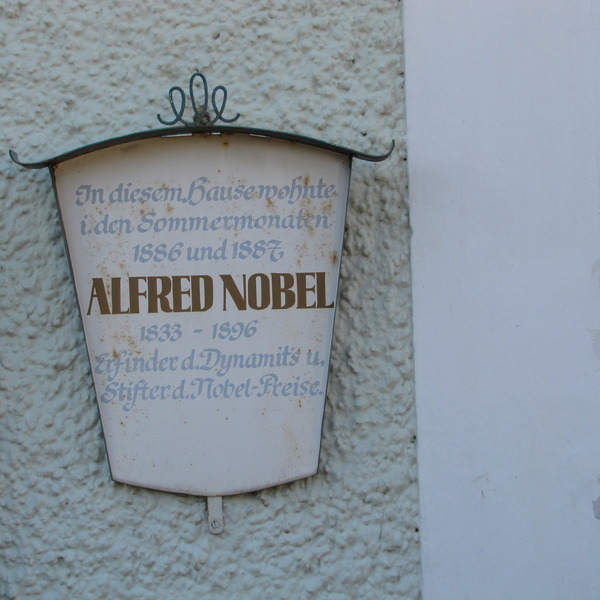 In diesem Hause wohnte
i. den Sommermonaten
1886 und 1887
ALFRED NOBEL
1833 - 1896
Erfinder d. Dynamits u.
Stifter d. Nobel-Preise.